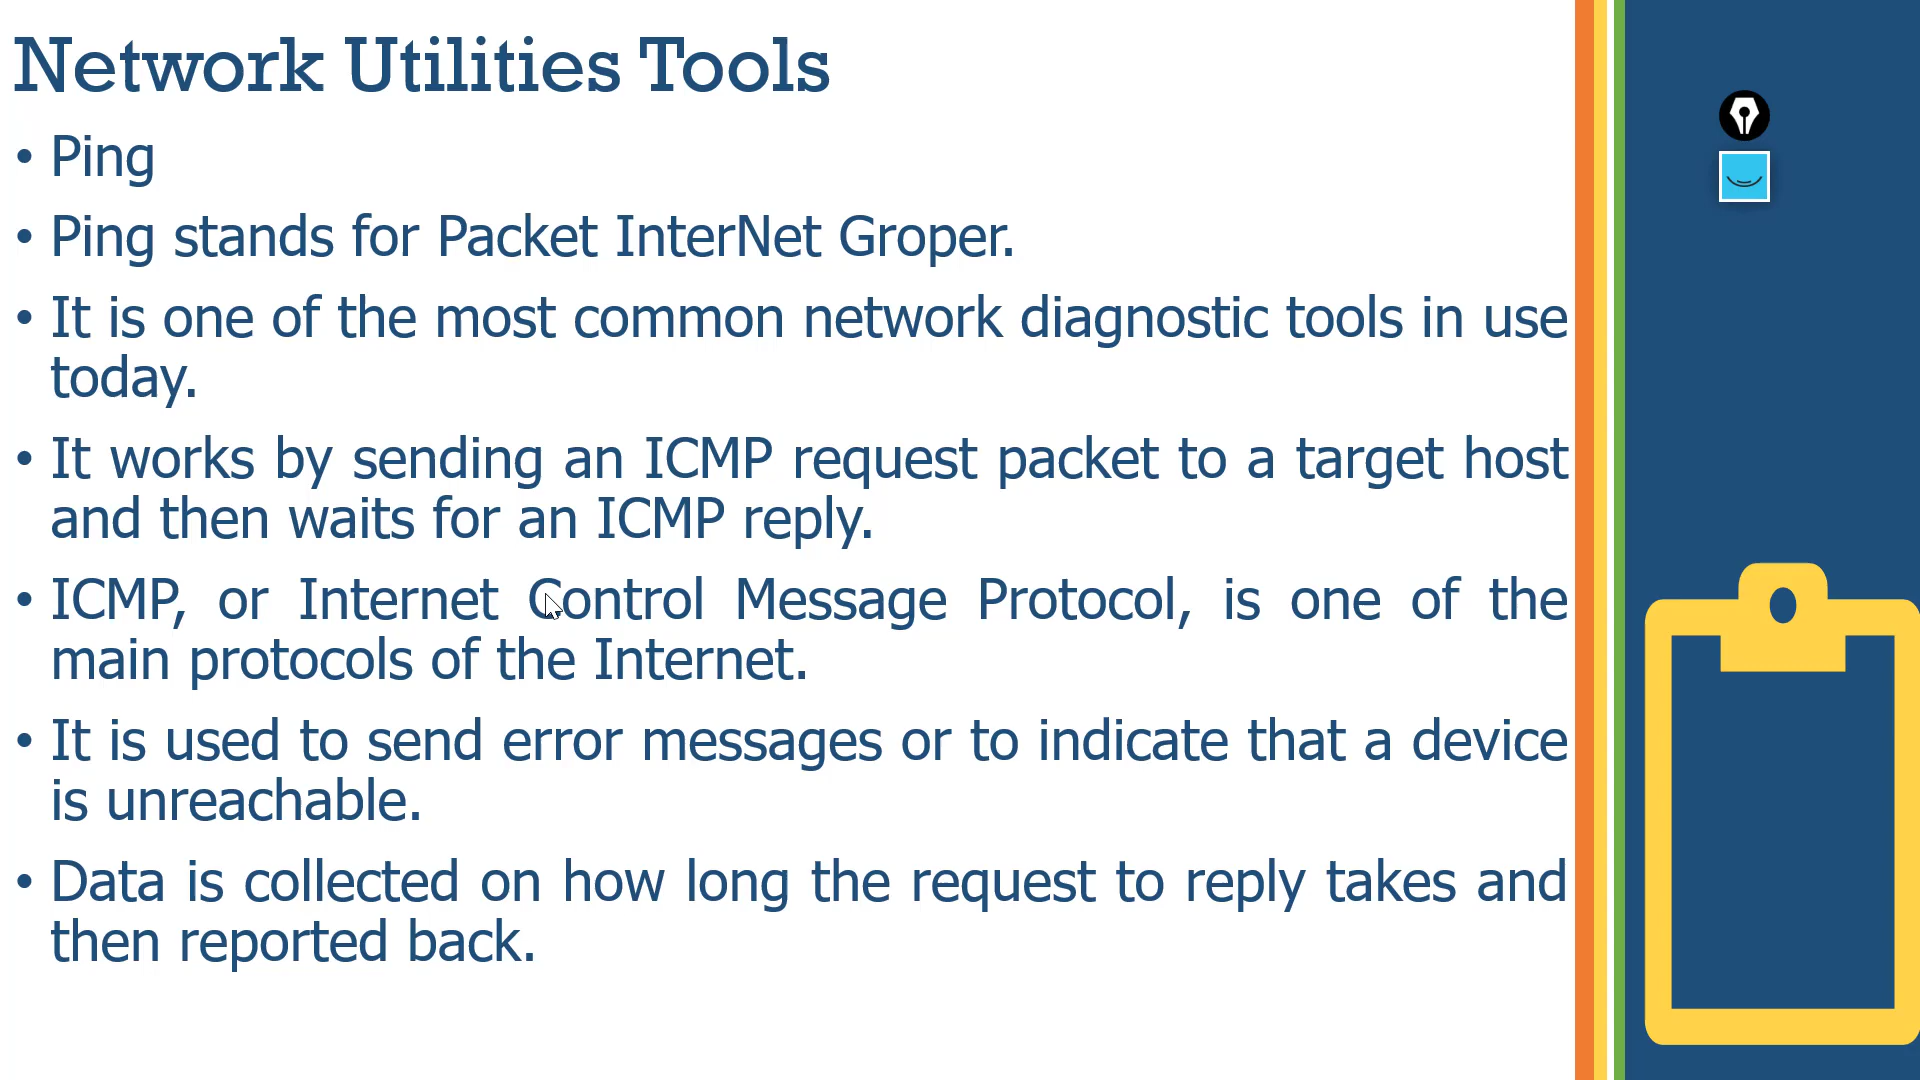 Network Utilities Tools
• Ping
• Ping stands for Packet InterNet Groper.
• It is one of the most common network diagnostic tools in use
today.
• It works by sending an ICMP request packet to a target host
and then waits for an ICMP reply.
• ICMP, or Internet Control Message Protocol, is one of the
main protocols of the Internet.
• It is used to send error messages or to indicate that a device
is unreachable.
• Data is collected on how long the request to reply takes and
then reported back.